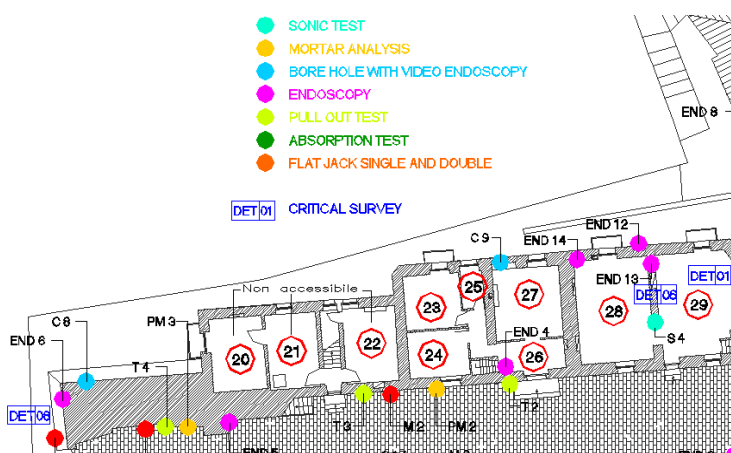 SONIC TEST
MORTAR ANALYSIS
BORE HOLE WITH VIDEO ENDOSCOPY
ENDOSCOPY
PULL OUT TEST
ABSORPTION TEST
FLAT JACK SINGLE AND DOUBLE
DET 01 CRITICAL SURVEY
END 8
END 12
C 9
END 14
END 13
DET 01
DET 06
Non accessibile
25
23
27
28
29
PM 3
C 8
END 6
T 4
20
21
22
24
END 4
26
S 4
DET 08
T 3
M 2
PM 2
T 2
END 5